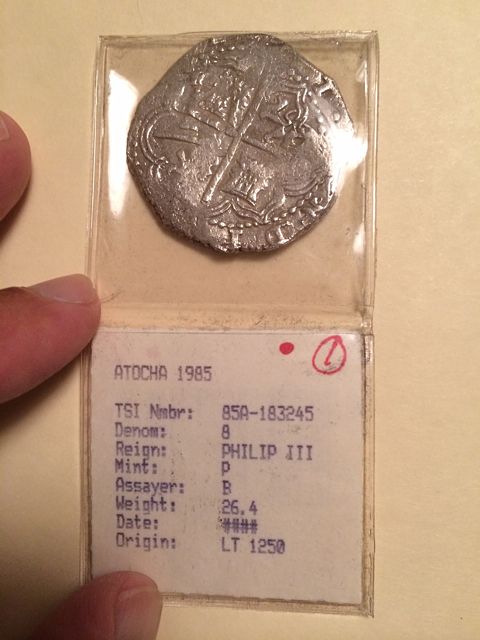 1
ATOCHA 1985
TSI Nmbr: 85A-183245
Denom: 8
Reign: PHILIP III
Mint: P
Assayer: B
Weight: 26.4
Date: ####
Origin: LT 1250